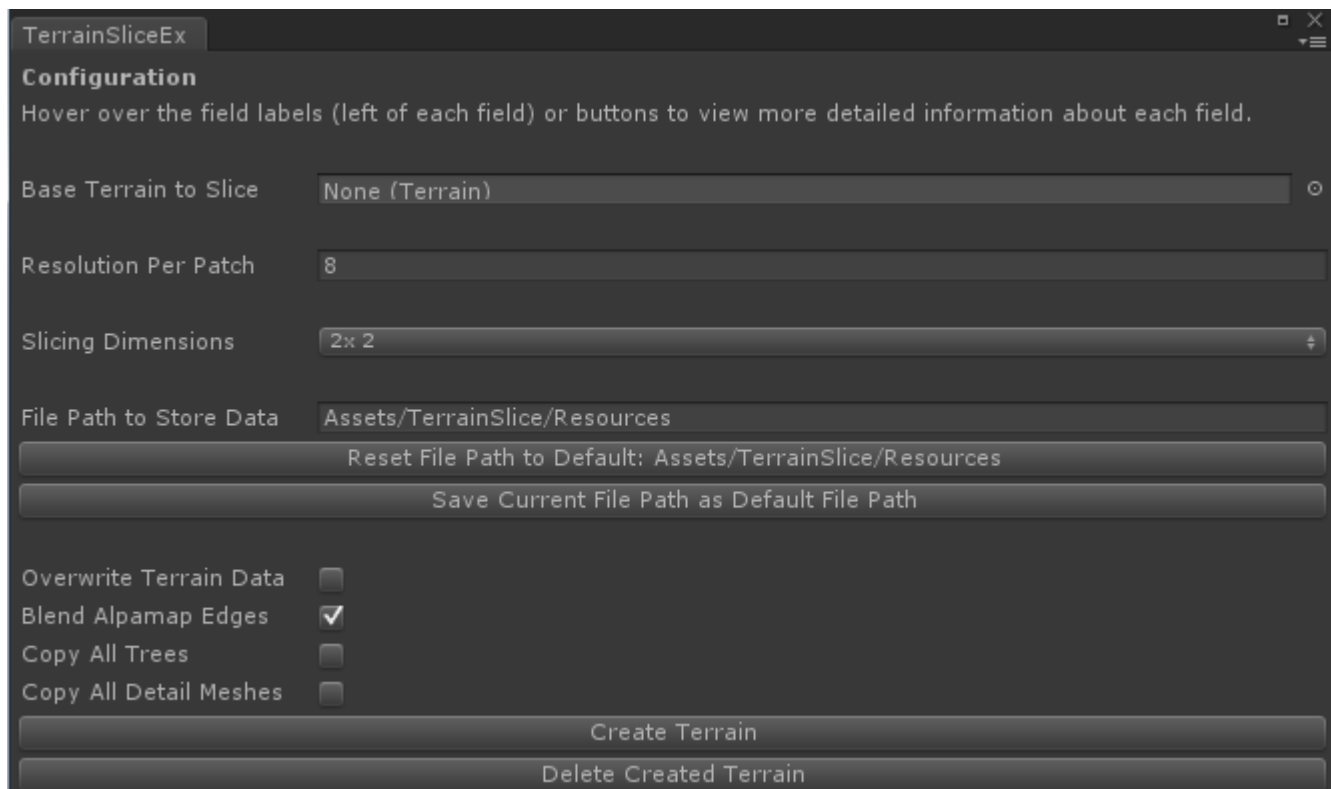 TerrainSliceEx
Configuration
Hover over the field labels (left of each field) or buttons to view more detailed information about each field.
Base Terrain to Slice None (Terrain)
Resolution Per Patch 8
Slicing Dimensions 2x 2
File Path to Store Data Assets/TerrainSlice/Resources
Reset File Path to Default: Assets/TerrainSlice/Resources
Save Current File Path as Default File Path
Overwrite Terrain Data
Blend Alpamap Edges
Copy All Trees
Copy All Detail Meshes
Create Terrain
Delete Created Terrain